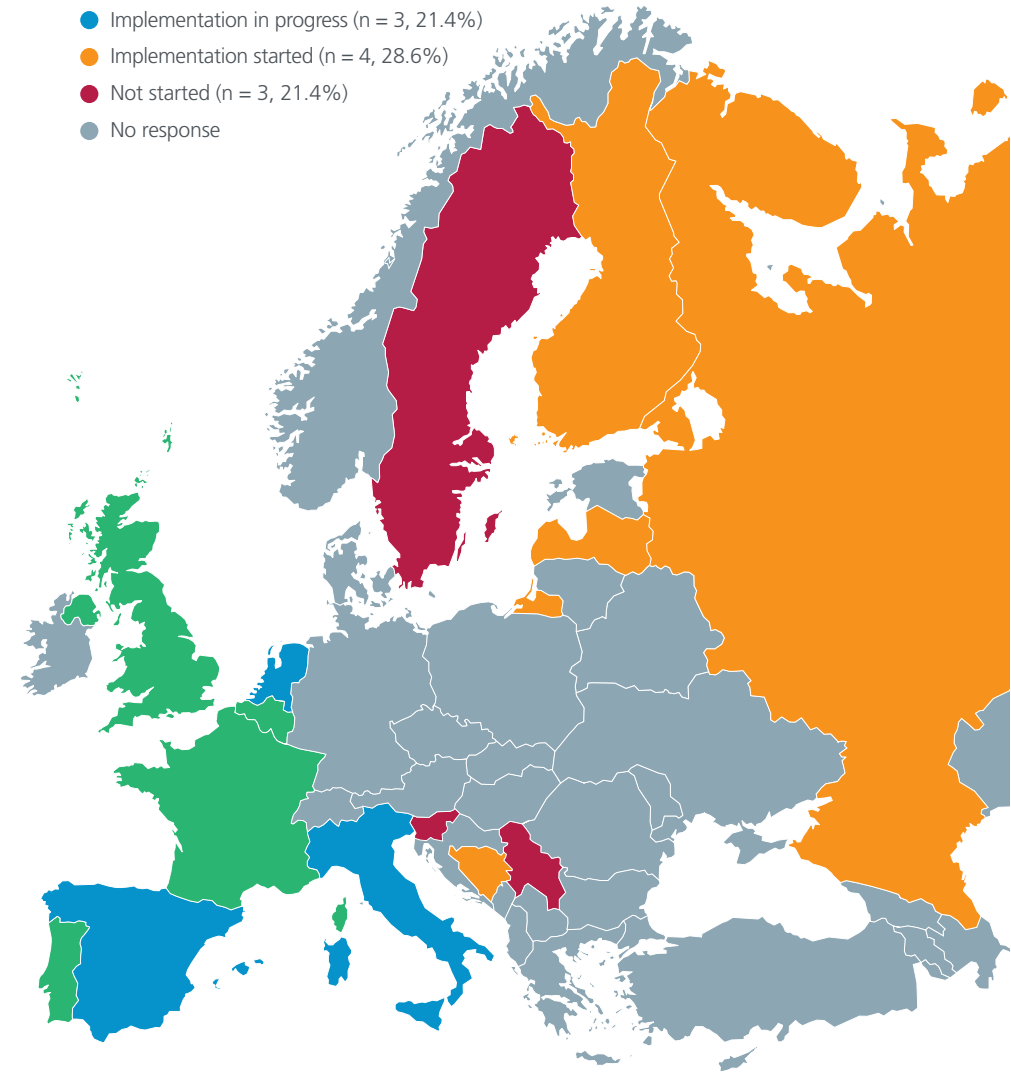 Implementation in progress (n = 3, 21.4%)
Implementation started (n = 4, 28.6%)
Not started (n = 3, 21.4%)
No response